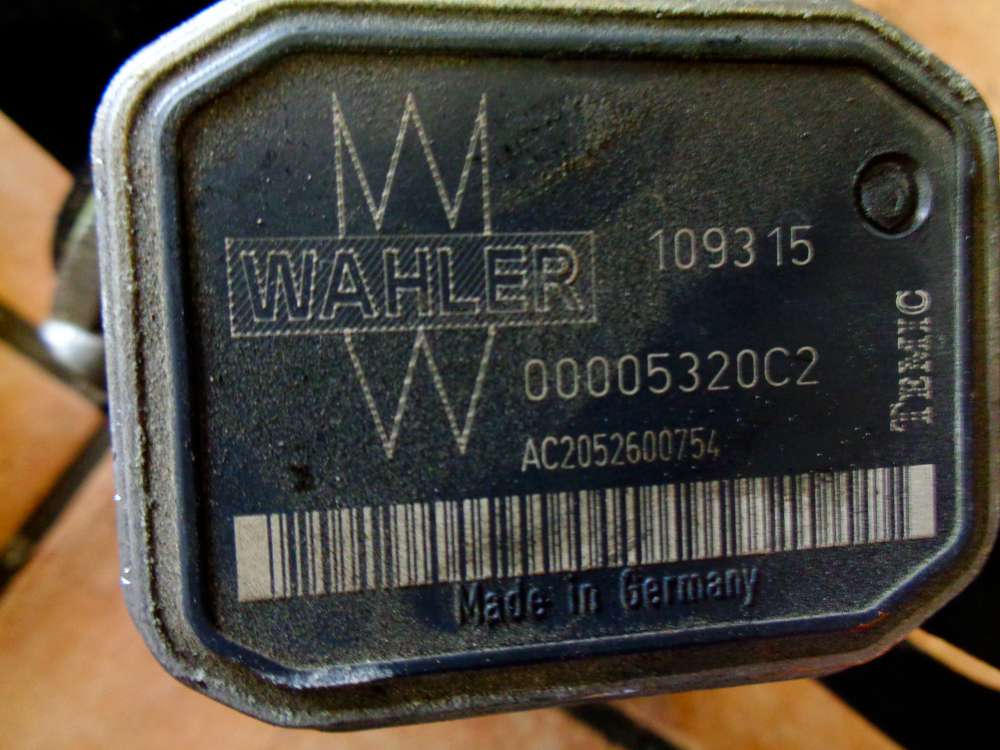 WAHLER
109315
00005320C2
AC2052600754
TEMIC
Made in Germany